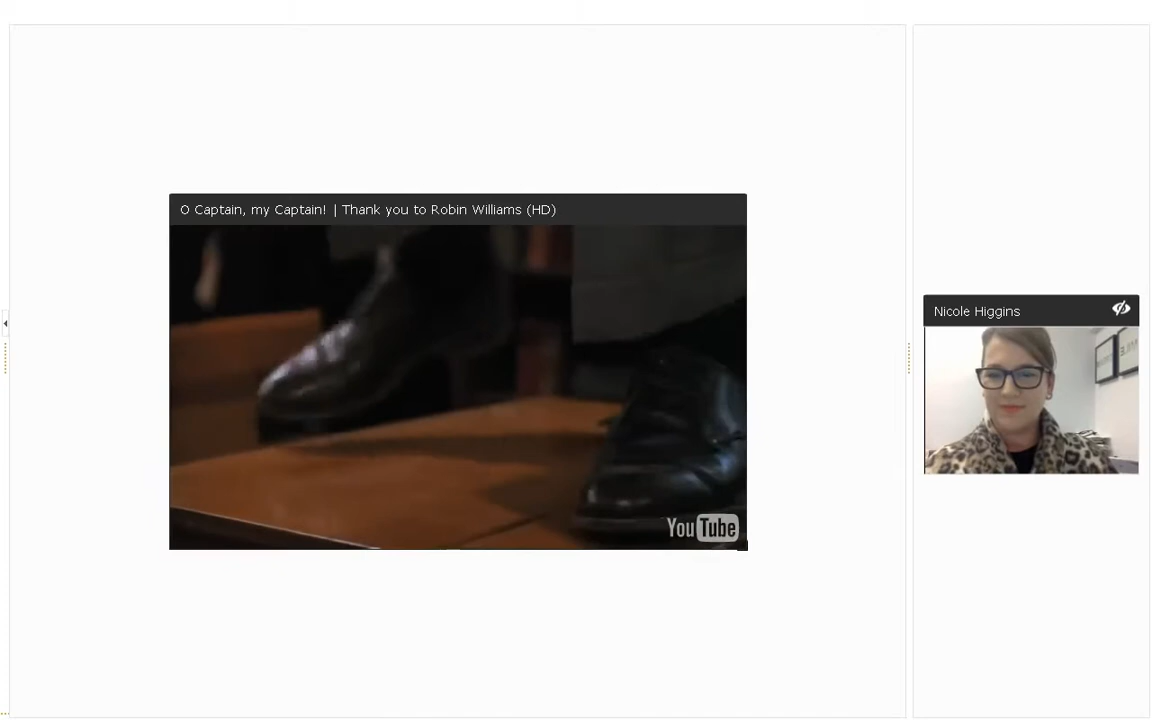 O Captain, my Captain! | Thank you to Robin Williams (HD)
Nicole Higgins
YouTube